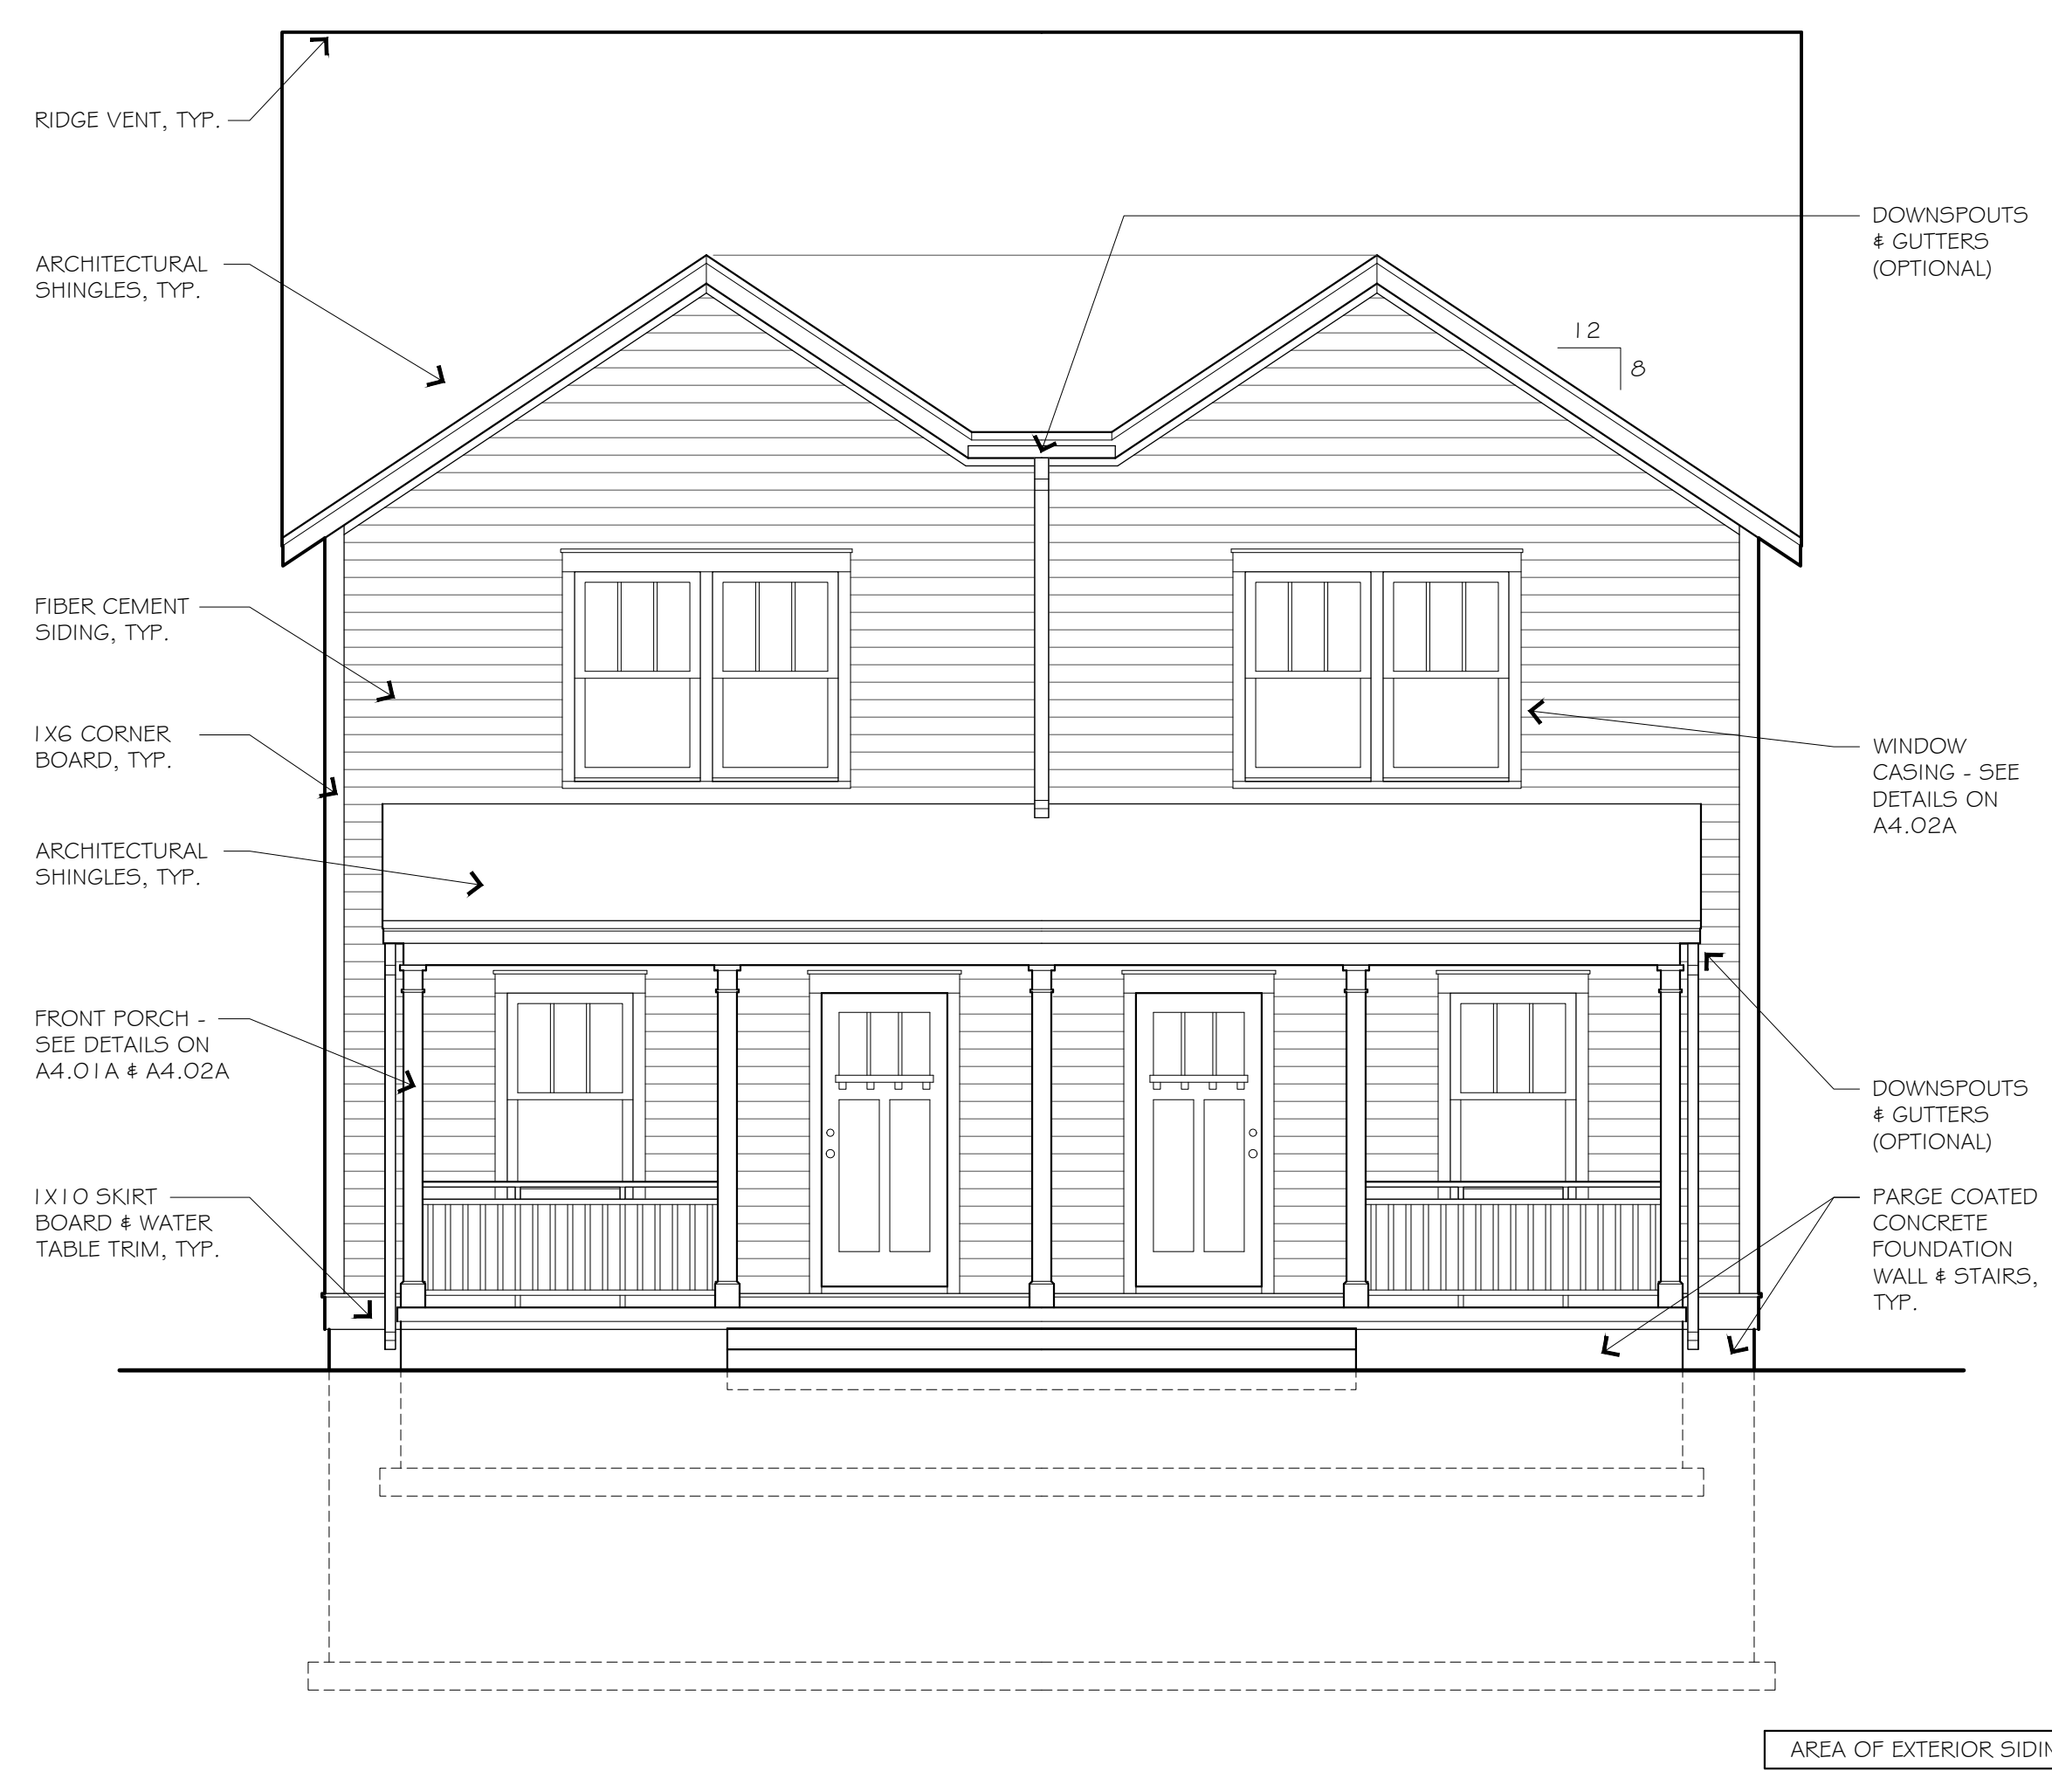 RIDGE VENT, TYP.
ARCHITECTURAL
SHINGLES, TYP.
FIBER CEMENT
SIDING, TYP.
1X6 CORNER
BOARD, TYP.
ARCHITECTURAL
SHINGLES, TYP.
FRONT PORCH -
SEE DETAILS ON
A4.01A & A4.02A
1X10 SKIRT
BOARD & WATER
TABLE TRIM, TYP.
12
8
DOWNSPOUTS
& GUTTERS
(OPTIONAL)
WINDOW
CASING - SEE
DETAILS ON
A4.02A
DOWNSPOUTS
& GUTTERS
(OPTIONAL)
PARGE COATED
CONCRETE
FOUNDATION
WALL & STAIRS,
TYP.
AREA OF EXTERIOR